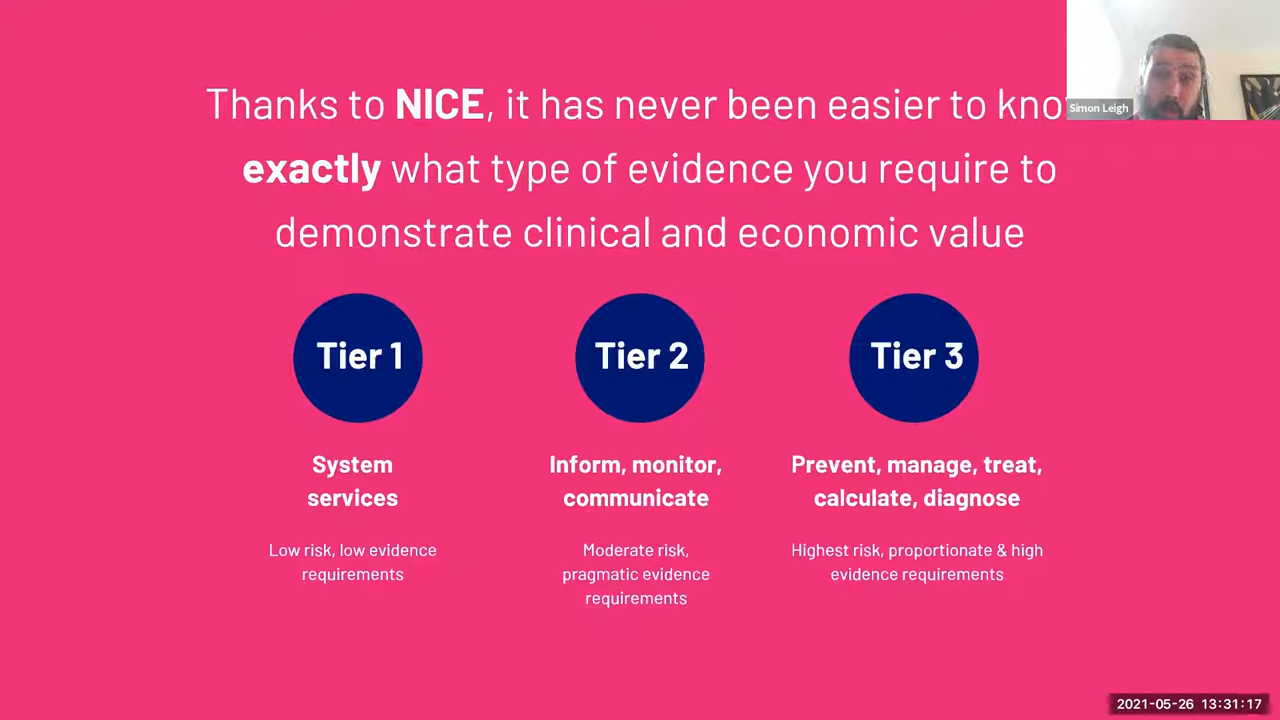 Thanks to NICE, it has never been easier to kno
exactly what type of evidence you require to
demonstrate clinical and economic value
Simon Leigh
Tier 1
Tier 2
Tier 3
System
services
Inform, monitor,
communicate
Prevent, manage, treat,
calculate, diagnose
Low risk, low evidence
requirements
Moderate risk,
pragmatic evidence
requirements
Highest risk, proportionate & high
evidence requirements
2021-05-26 13:31:17